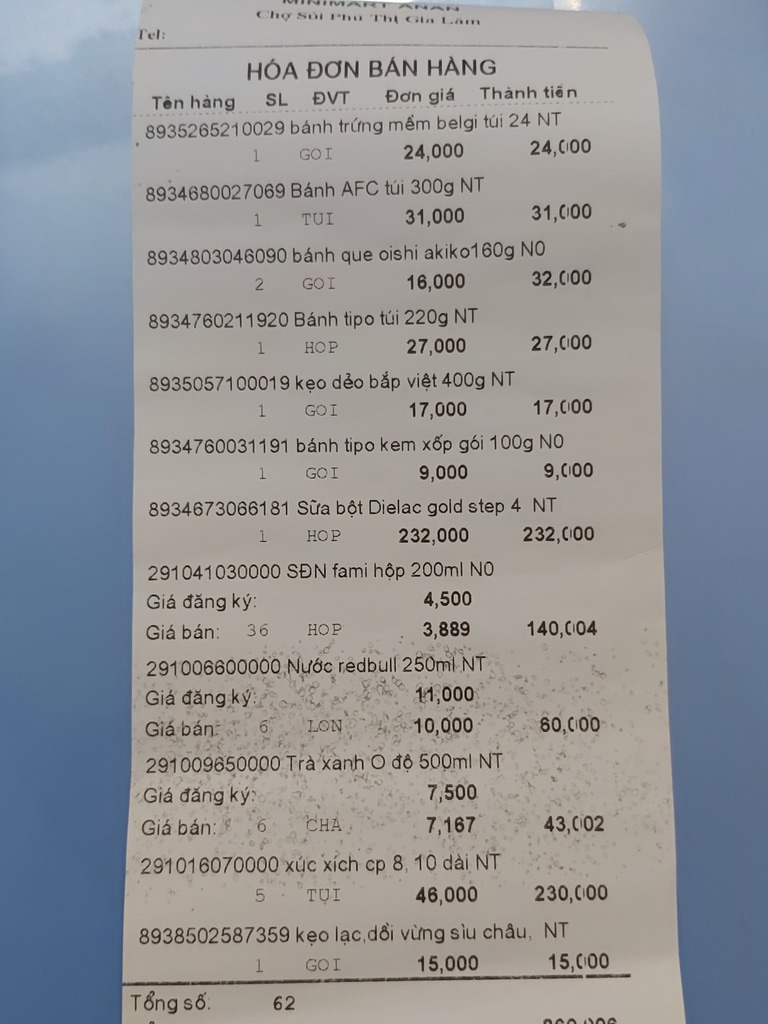 MINIMART ANAN
Chợ Sủi Phú Thị Gia Lâm
Tel:
HÓA ĐƠN BÁN HÀNG
Tên hàng SL ĐVT Đơn giá Thành tiền
8935265210029 bánh trứng mềm belgi túi 24 NT
1 GOI 24,000 24,000
8934680027069 Bánh AFC túi 300g NT
1 TUI 31,000 31,000
8934803046090 bánh que oishi akiko160g N0
2 GOI 16,000 32,000
8934760211920 Bánh tipo túi 220g NT
1 HOP 27,000 27,000
8935057100019 kẹo dẻo bắp việt 400g NT
1 GOI 17,000 17,000
8934760031191 bánh tipo kem xốp gói 100g N0
1 GOI 9,000 9,000
8934673066181 Sữa bột Dielac gold step 4 NT
1 HOP 232,000 232,000
291041030000 SĐN fami hộp 200ml N0
Giá đăng ký: 4,500
Giá bán: 36 HOP 3,889 140,004
291006600000 Nước redbull 250ml NT
Giá đăng ký: 11,000
Giá bán: 6 LON 10,000 60,000
291009650000 Trà xanh O độ 500ml NT
Giá đăng ký: 7,500
Giá bán: 6 CHA 7,167 43,002
291016070000 xúc xích cp 8, 10 dài NT
5 TUI 46,000 230,000
8938502587359 kẹo lạc,dồi vừng sìu châu, NT
1 GOI 15,000 15,000
Tổng số: 62